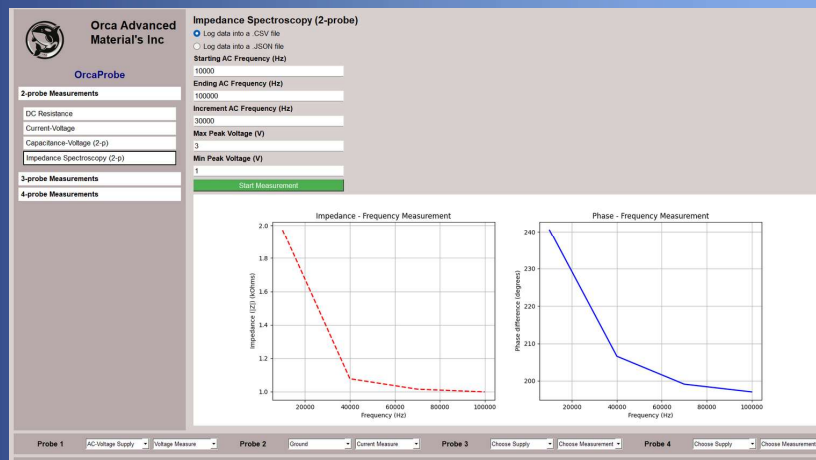 Orca Advanced
Material's Inc
OrcaProbe
2-probe Measurements
DC Resistance
Current-Voltage
Capacitance-Voltage (2-p)
Impedance Spectroscopy (2-p)
3-probe Measurements
4-probe Measurements
Impedance Spectroscopy (2-probe)
Log data into a .CSV file
Log data into a .JSON file
Starting AC Frequency (Hz)
10000
Ending AC Frequency (Hz)
100000
Increment AC Frequency (Hz)
30000
Max Peak Voltage (V)
3
Min Peak Voltage (V)
1
Start Measurement
Impedance - Frequency Measurement
Impedance (|Z|) (kOhms)
2.0
1.8
1.6
1.4
1.2
1.0
20000 40000 60000 80000 100000
Frequency (Hz)
Phase - Frequency Measurement
Phase difference (degrees)
240
230
220
210
200
20000 40000 60000 80000 100000
Frequency (Hz)
Probe 1 AC-Voltage Supply Voltage Measure Probe 2 Ground Current Measure Probe 3 Choose Supply Choose Measurement Probe 4 Choose Supply Choose Measurement